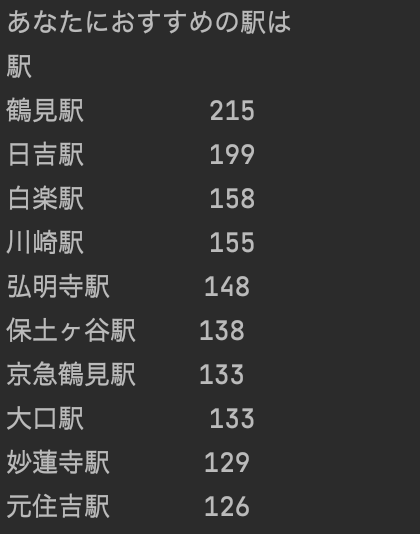 あなたにおすすめの駅は
駅
鶴見駅 215
日吉駅 199
白楽駅 158
川崎駅 155
弘明寺駅 148
保土ヶ谷駅 138
京急鶴見駅 133
大口駅 133
妙蓮寺駅 129
元住吉駅 126